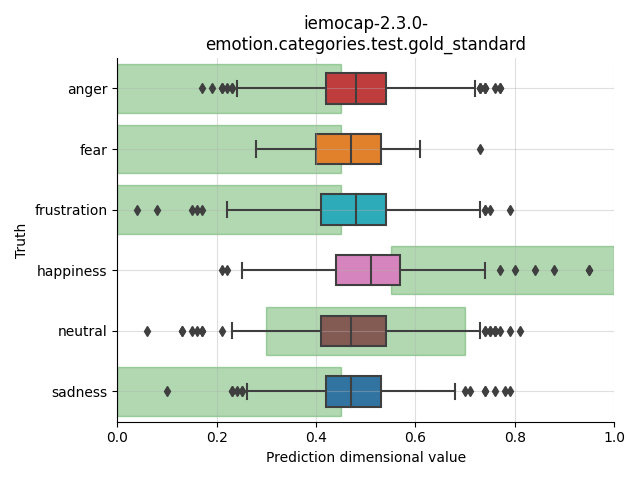 iemocap-2.3.0-
emotion.categories.test.gold_standard
Truth
anger
fear
frustration
happiness
neutral
sadness
0.0 0.2 0.4 0.6 0.8 1.0
Prediction dimensional value